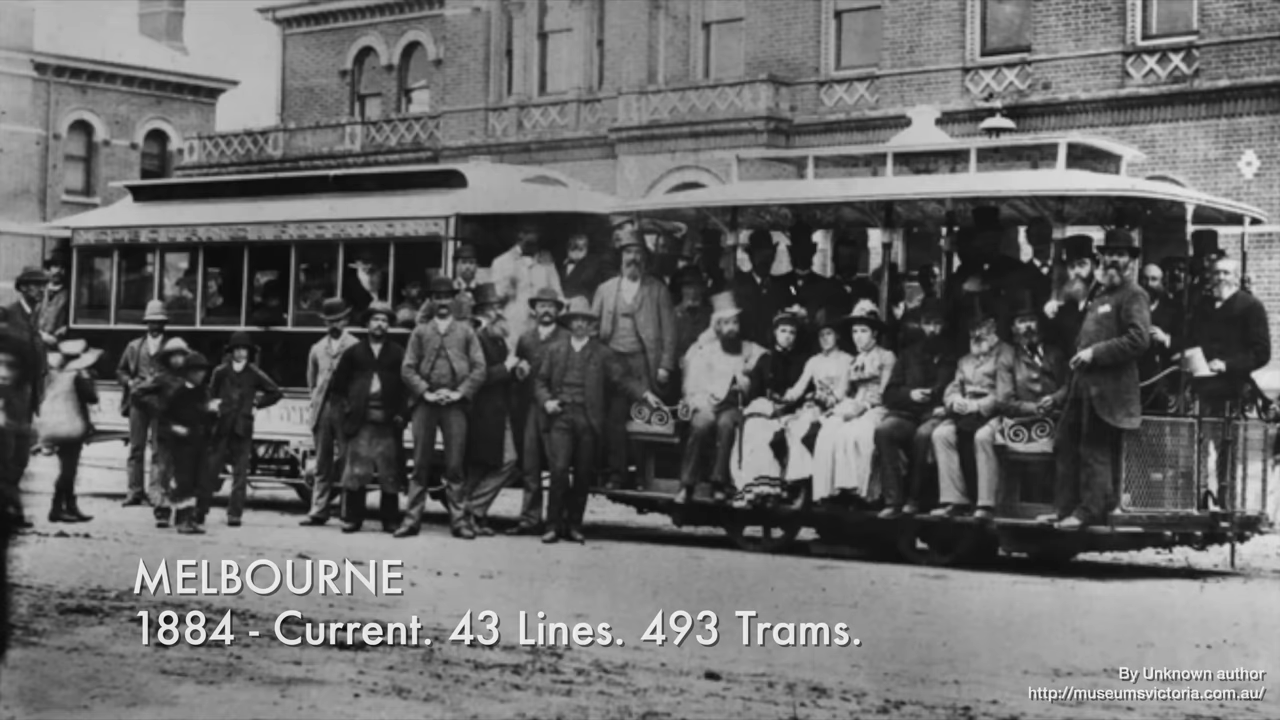 MELBOURNE
1884 - Current. 43 Lines. 493 Trams.
By Unknown author
http://museumsvictoria.com.au/